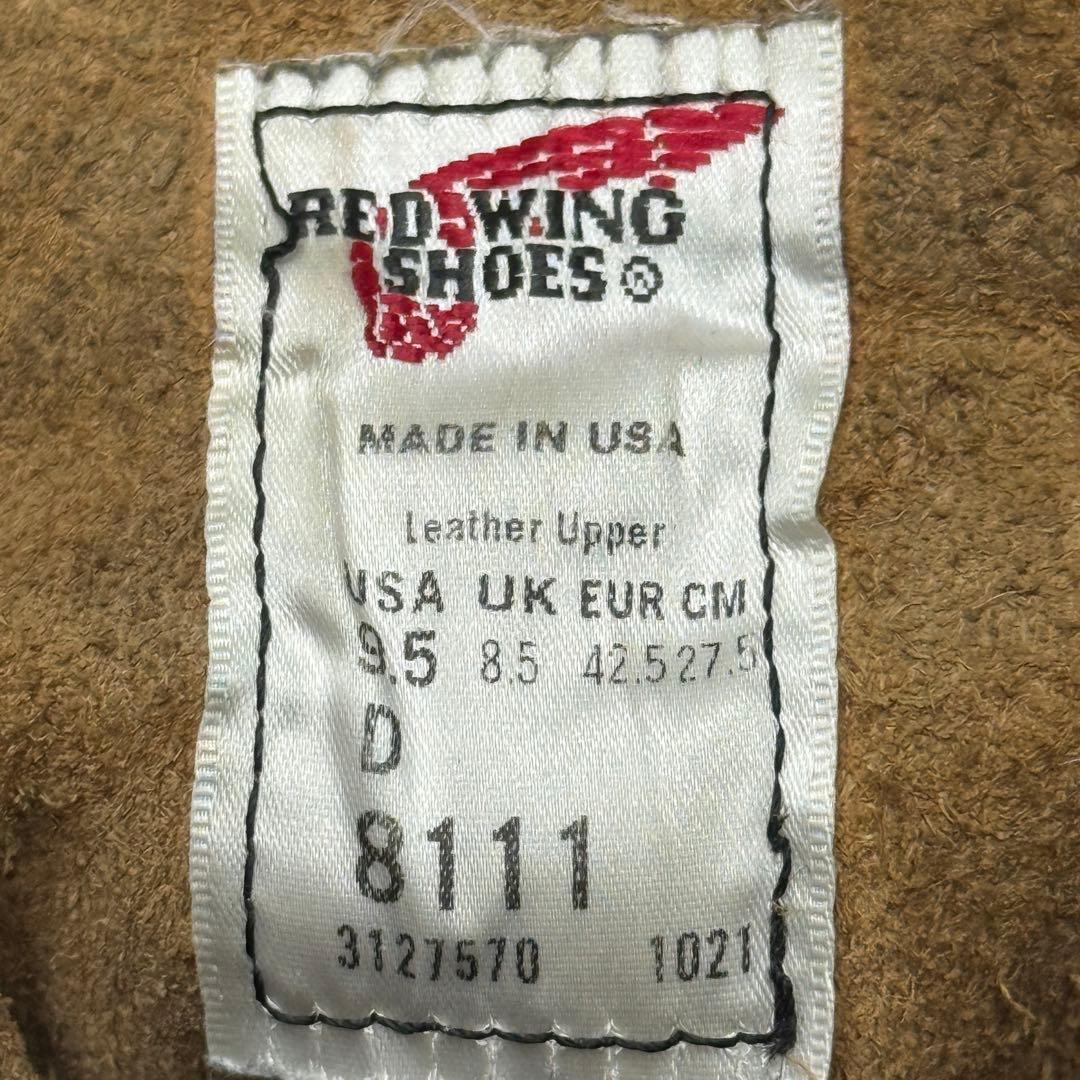 RED WING
SHOES ®
MADE IN USA
Leather Upper
USA UK EUR CM
9.5 8.5 42.5 27.5
D
8111
3127570 1021